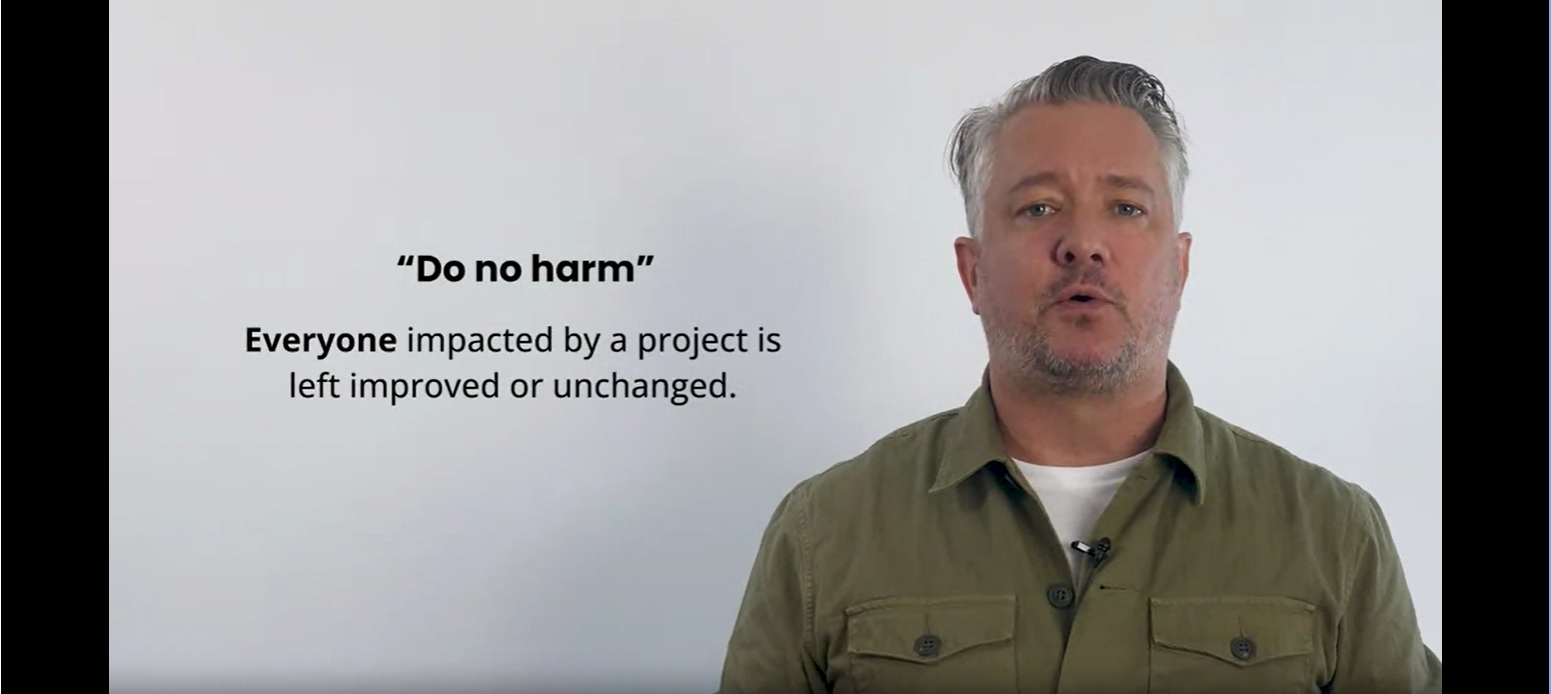 “Do no harm”
Everyone impacted by a project is
left improved or unchanged.